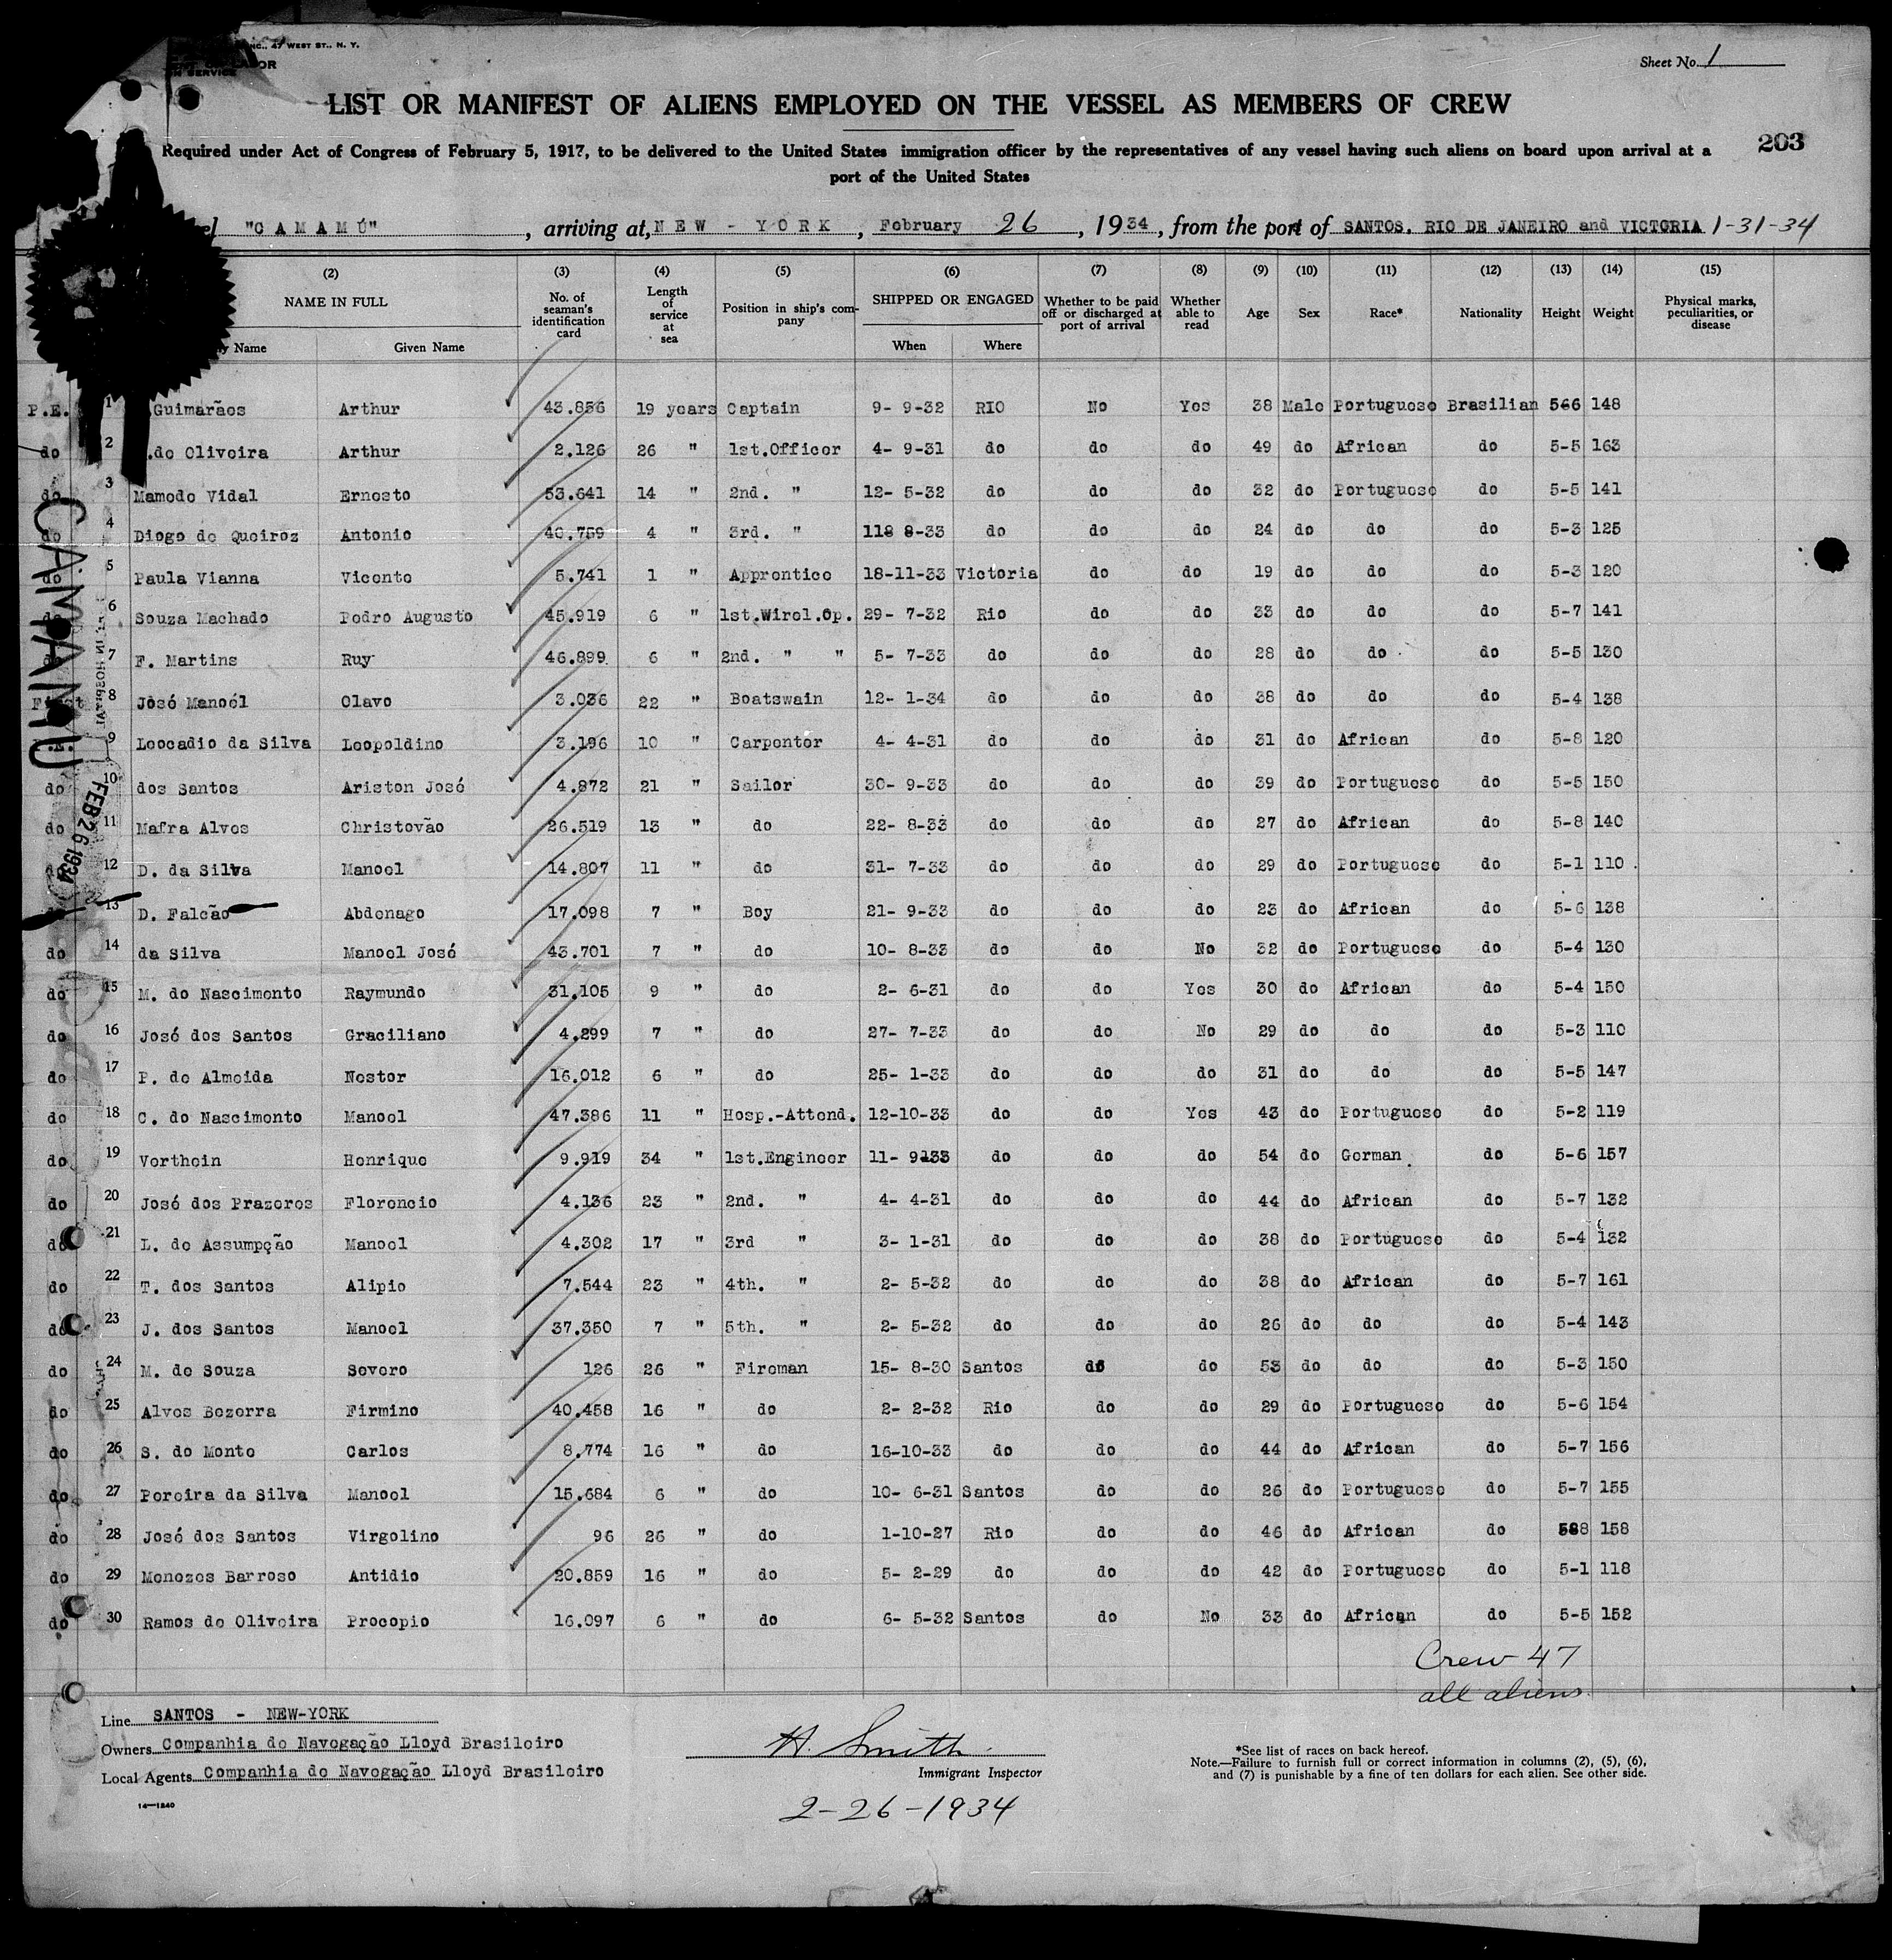 INC., 47 WEST ST., N. Y.
LABOR
SERVICE
Sheet No. 1
LIST OR MANIFEST OF ALIENS EMPLOYED ON THE VESSEL AS MEMBERS OF CREW
203
Required under Act of Congress of February 5, 1917, to be delivered to the United States immigration officer by the representatives of any vessel having such aliens on board upon arrival at a
port of the United States
"CAMAMÚ", arriving at, NEW - YORK, February 26, 1934, from the port of SANTOS, RIO DE JANEIRO and VICTORIA 1-31-34
(2) (3) (4) (5) (6) (7) (8) (9) (10) (11) (12) (13) (14) (15)
NAME IN FULL No. of seaman's identification card Length of service at sea Position in ship's company SHIPPED OR ENGAGED Whether to be paid off or discharged at port of arrival Whether able to read Age Sex Race* Nationality Height Weight Physical marks, peculiarities, or disease
Name Given Name When Where
P.E. 1 Guimarães Arthur 43.856 19 years Captain 9- 9-32 RIO No Yes 38 Male Portuguese Brasilian 566 148
do 2 .de Oliveira Arthur 2.126 26 " 1st.Officer 4- 9-31 do do do 49 do African do 5-5 163
do 3 Mamede Vidal Ernesto 53.641 14 " 2nd. " 12- 5-32 do do do 32 do Portuguese do 5-5 141
do 4 Diogo de Queiroz Antonio 40.759 4 " 3rd. " 118 8-33 do do do 24 do do do 5-3 125
do 5 Paula Vianna Vicente 5.741 1 " Apprentice 18-11-33 Victoria do do 19 do do do 5-3 120
6 Souza Machado Pedro Augusto 45.919 6 " 1st.Wirel.Op. 29- 7-32 Rio do do 33 do do do 5-7 141
7 F. Martins Ruy 46.899 6 " 2nd. " " 5- 7-33 do do do 28 do do do 5-5 130
8 José Manoél Olavo 3.036 22 " Boatswain 12- 1-34 do do do 38 do do do 5-4 138
9 Leocadio da Silva Leopoldino 3.196 10 " Carpenter 4- 4-31 do do do 31 do African do 5-8 120
do 10 dos Santos Ariston José 4.872 21 " Sailor 30- 9-33 do do do 39 do Portuguese do 5-5 150
do 11 Mafra Alves Christovão 26.519 13 " do 22- 8-33 do do do 27 do African do 5-8 140
do 12 D. da Silva Manoel 14.807 11 " do 31- 7-33 do do do 29 do Portuguese do 5-1 110
13 D. Falcão Abdenago 17.098 7 " Boy 21- 9-33 do do do 23 do African do 5-6 138
do 14 da Silva Manoel José 43.701 7 " do 10- 8-33 do do No 32 do Portuguese do 5-4 130
do 15 M. do Nascimento Raymundo 31.105 9 " do 2- 6-31 do do Yes 30 do African do 5-4 150
do 16 José dos Santos Graciliano 4.299 7 " do 27- 7-33 do do No 29 do do do 5-3 110
do 17 P. de Almeida Nestor 16.012 6 " do 25- 1-33 do do do 31 do do do 5-5 147
do 18 C. do Nascimento Manoel 47.386 11 " Hosp.-Attend. 12-10-33 do do Yes 43 do Portuguese do 5-2 119
do 19 Verthein Henrique 9.919 34 " 1st.Engineer 11- 9133 do do do 54 do German do 5-6 157
do 20 José dos Prazeres Florencio 4.136 23 " 2nd. " 4- 4-31 do do do 44 do African do 5-7 132
do 21 L. de Assumpção Manoel 4.302 17 " 3rd " 3- 1-31 do do do 38 do Portuguese do 5-4 132
do 22 T. dos Santos Alipio 7.544 23 " 4th. " 2- 5-32 do do do 38 do African do 5-7 161
do 23 J. dos Santos Manoel 37.350 7 " 5th. " 2- 5-32 do do do 26 do do do 5-4 143
do 24 M. de Souza Severo 126 26 " Fireman 15- 8-30 Santos do do 53 do do do 5-3 150
do 25 Alves Bezerra Firmino 40.458 16 " do 2- 2-32 Rio do do 29 do Portuguese do 5-6 154
do 26 S. do Monte Carlos 8.774 16 " do 16-10-33 do do do 44 do African do 5-7 156
do 27 Pereira da Silva Manoel 15.684 6 " do 10- 6-31 Santos do do 26 do Portuguese do 5-7 155
do 28 José dos Santos Virgolino 96 26 " do 1-10-27 Rio do do 46 do African do 588 158
do 29 Menezes Barroso Antidio 20.859 16 " do 5- 2-29 do do do 42 do Portuguese do 5-1 118
do 30 Ramos de Oliveira Procopio 16.097 6 " do 6- 5-32 Santos do No 33 do African do 5-5 152
CAMAMU
FEB 26 1934
Crew 47
all aliens.
Line SANTOS - NEW-YORK
Owners Companhia de Navegação Lloyd Brasileiro
Local Agents Companhia de Navegação Lloyd Brasileiro
14—1240
H. Smith
Immigrant Inspector
2-26-1934
*See list of races on back hereof.
Note.—Failure to furnish full or correct information in columns (2), (5), (6),
and (7) is punishable by a fine of ten dollars for each alien. See other side.